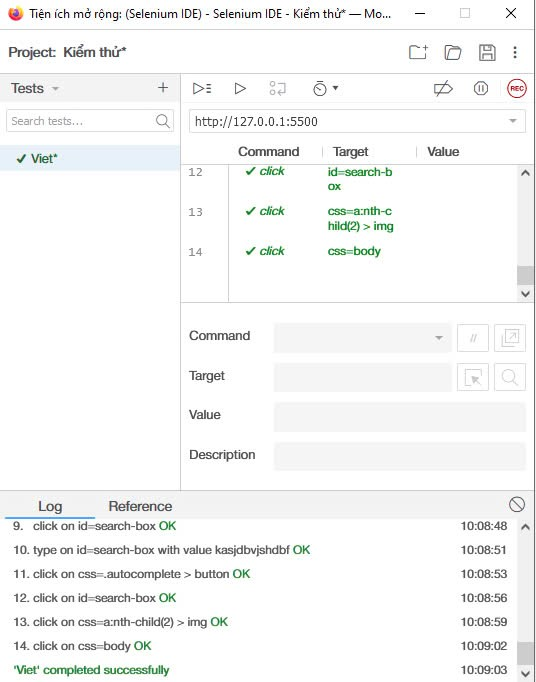 Tiện ích mở rộng: (Selenium IDE) - Selenium IDE - Kiểm thử* — Mo...
Project: Kiểm thử*
Tests
REC
Search tests...
http://127.0.0.1:5500
Command Target Value
Viet*
12 click id=search-b
ox
13 click css=a:nth-c
hild(2) > img
14 click css=body
Command
//
Target
Value
Description
Log Reference
9. click on id=search-box OK 10:08:48
10. type on id=search-box with value kasjdbvjshdbf OK 10:08:51
11. click on css=.autocomplete > button OK 10:08:53
12. click on id=search-box OK 10:08:56
13. click on css=a:nth-child(2) > img OK 10:08:59
14. click on css=body OK 10:09:02
'Viet' completed successfully 10:09:03